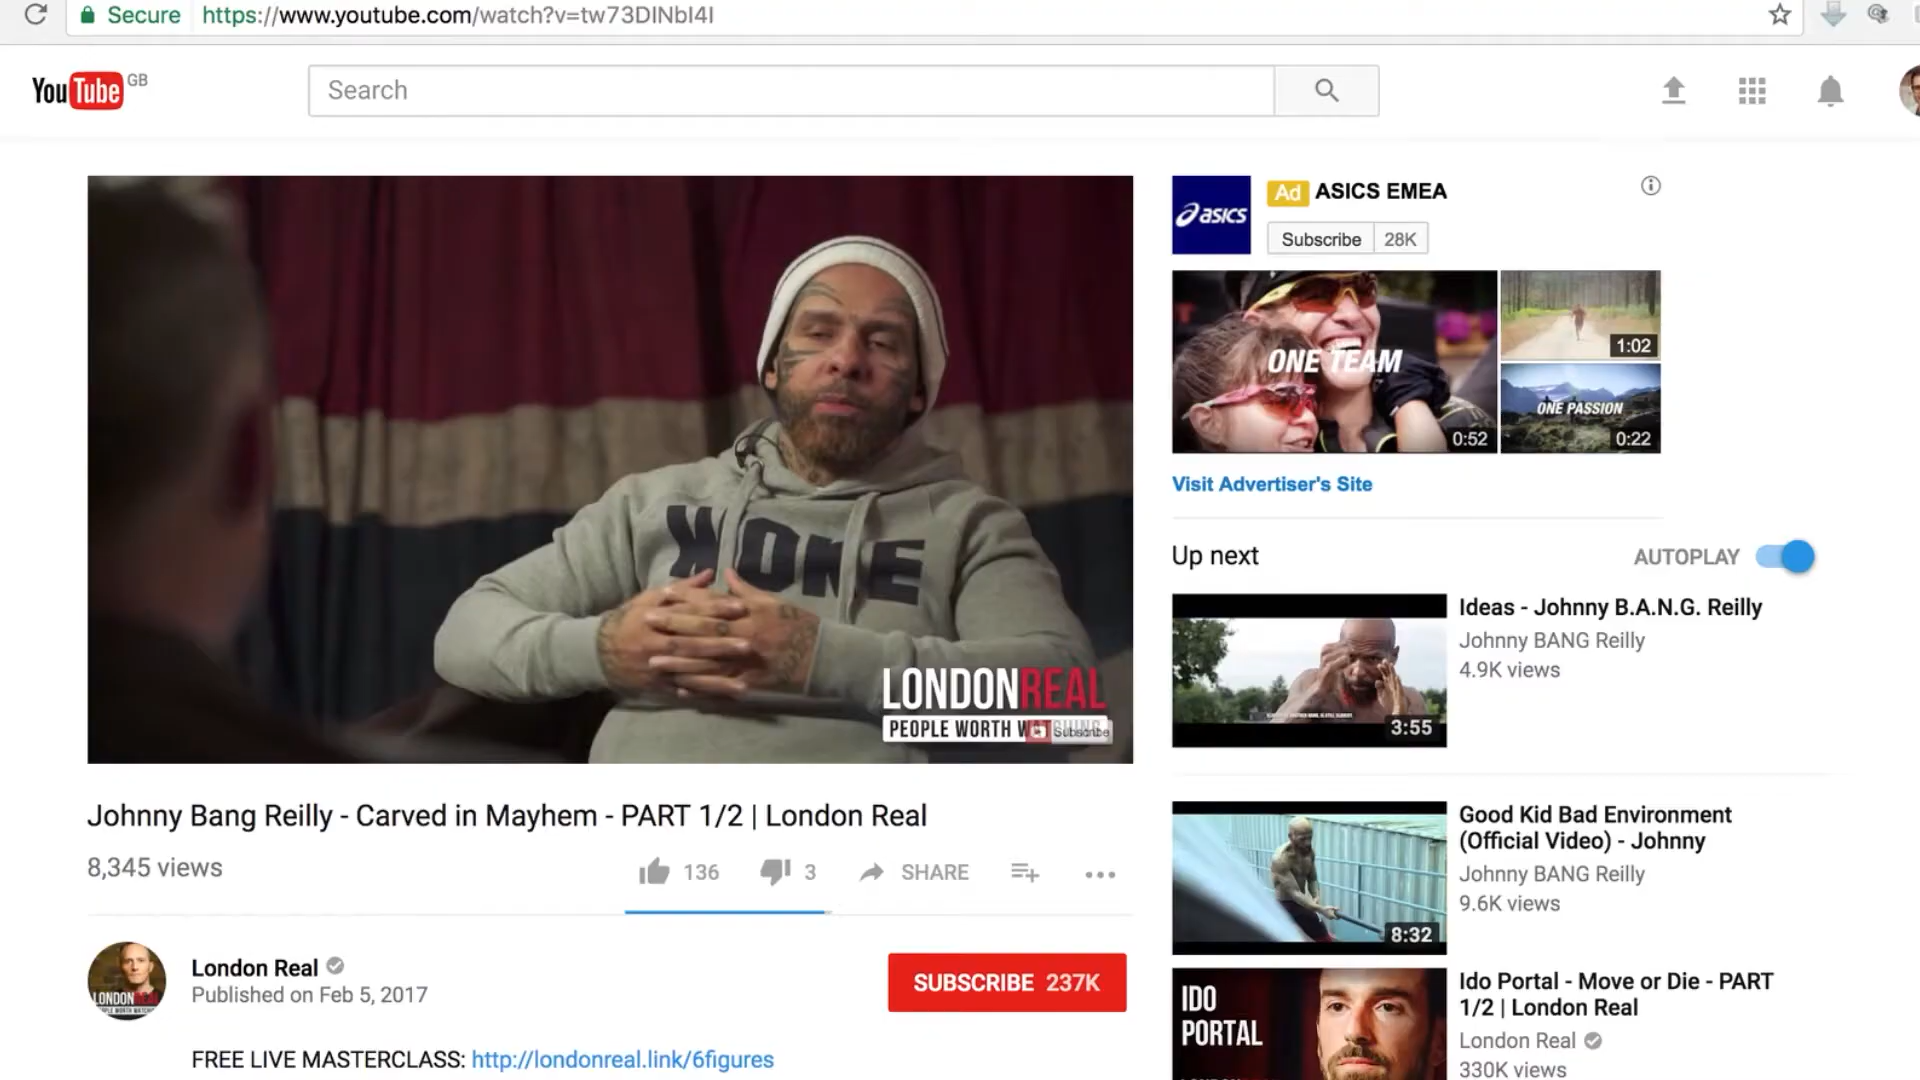 Secure https://www.youtube.com/watch?v=tw73DINbI4I
YouTube GB
Search
WOKE
LONDONREAL
PEOPLE WORTH
Subscribe
asics
Ad ASICS EMEA
Subscribe 28K
ONE TEAM
0:52
1:02
ONE PASSION
0:22
Visit Advertiser's Site
Up next
AUTOPLAY
3:55
Ideas - Johnny B.A.N.G. Reilly
Johnny BANG Reilly
4.9K views
8:32
Good Kid Bad Environment
(Official Video) - Johnny
Johnny BANG Reilly
9.6K views
IDO
PORTAL
Ido Portal - Move or Die - PART
1/2 | London Real
London Real
330K views
Johnny Bang Reilly - Carved in Mayhem - PART 1/2 | London Real
8,345 views
136
3
SHARE
LONDON
London Real
Published on Feb 5, 2017
SUBSCRIBE 237K
FREE LIVE MASTERCLASS: http://londonreal.link/6figures